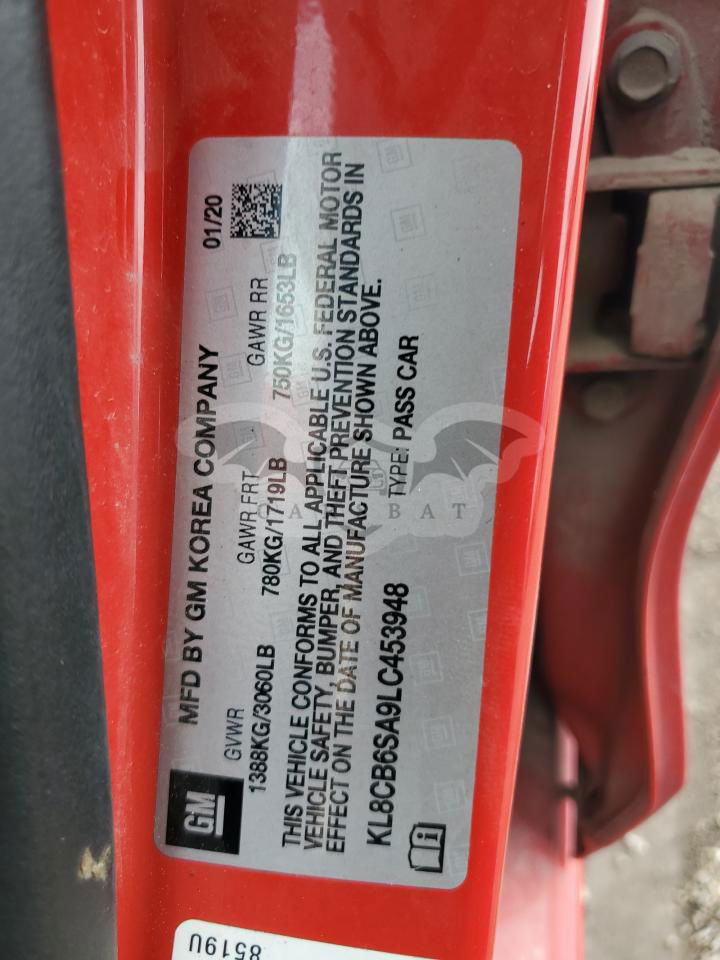 MFD BY GM KOREA COMPANY 01/20
GVWR GAWR FRT GAWR RR
1388KG/3060LB 780KG/1719LB 750KG/1653LB
THIS VEHICLE CONFORMS TO ALL APPLICABLE U.S. FEDERAL MOTOR
VEHICLE SAFETY, BUMPER, AND THEFT PREVENTION STANDARDS IN
EFFECT ON THE DATE OF MANUFACTURE SHOWN ABOVE.
KL8CB6SA9LC453948 TYPE: PASS CAR
GM
8519U